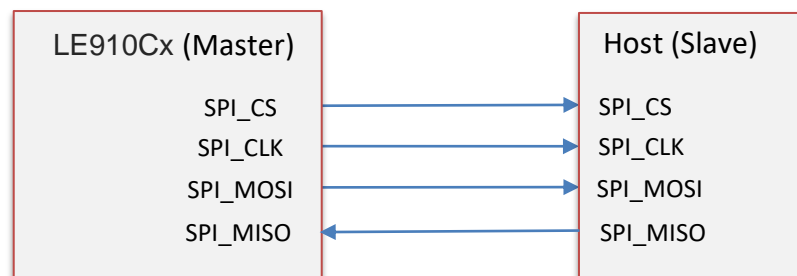 LE910Cx (Master)
Host (Slave)
SPI_CS
SPI_CS
SPI_CLK
SPI_CLK
SPI_MOSI
SPI_MOSI
SPI_MISO
SPI_MISO